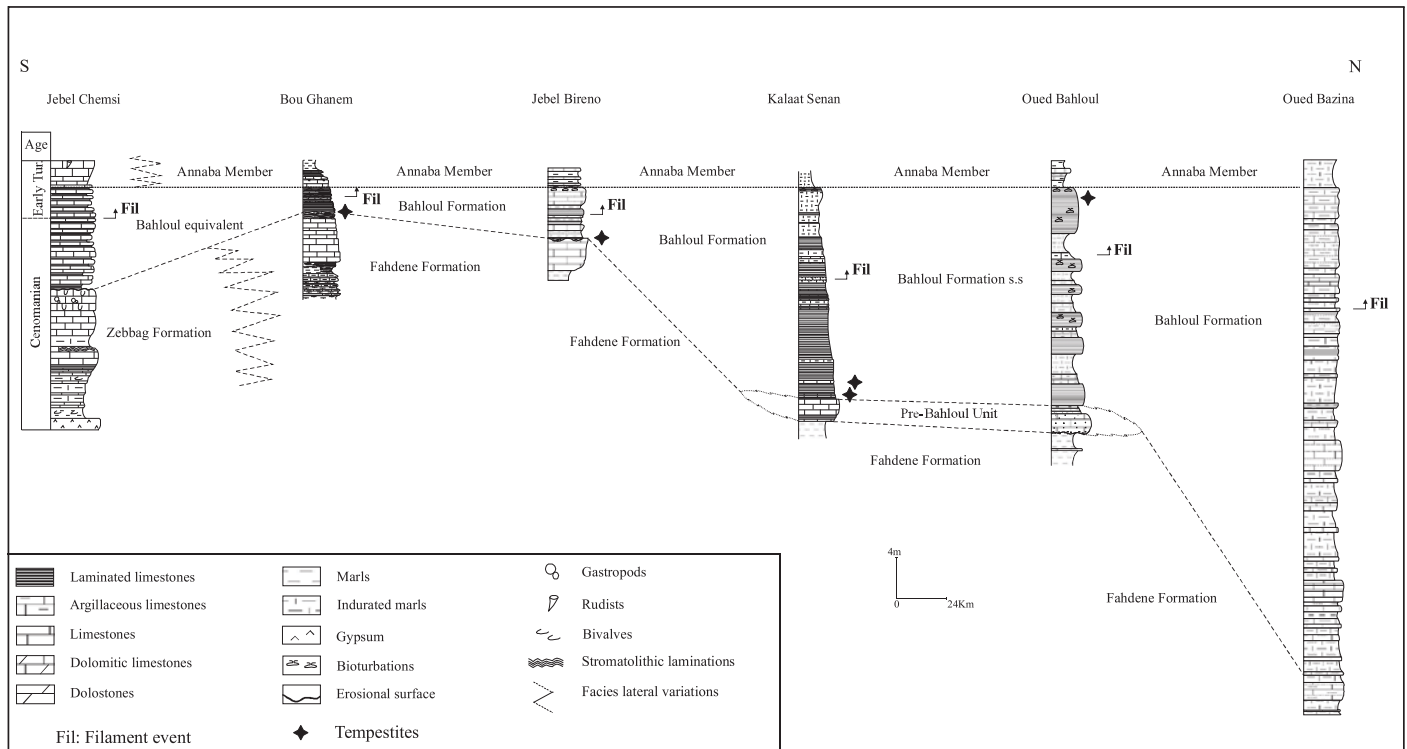 S
N
Jebel Chemsi
Bou Ghanem
Jebel Bireno
Kalaat Senan
Oued Bahloul
Oued Bazina
Age
Early Tur.
Cenomanian
Annaba Member
Annaba Member
Annaba Member
Annaba Member
Annaba Member
Fil
Fil
Fil
Fil
Fil
Fil
Bahloul equivalent
Bahloul Formation
Bahloul Formation
Bahloul Formation s.s
Bahloul Formation
Zebbag Formation
Fahdene Formation
Fahdene Formation
Pre-Bahloul Unit
Fahdene Formation
Fahdene Formation
4m
0
24Km
Laminated limestones
Argillaceous limestones
Limestones
Dolomitic limestones
Dolostones
Fil: Filament event
Marls
Indurated marls
Gypsum
Bioturbations
Erosional surface
Tempestites
Gastropods
Rudists
Bivalves
Stromatolithic laminations
Facies lateral variations